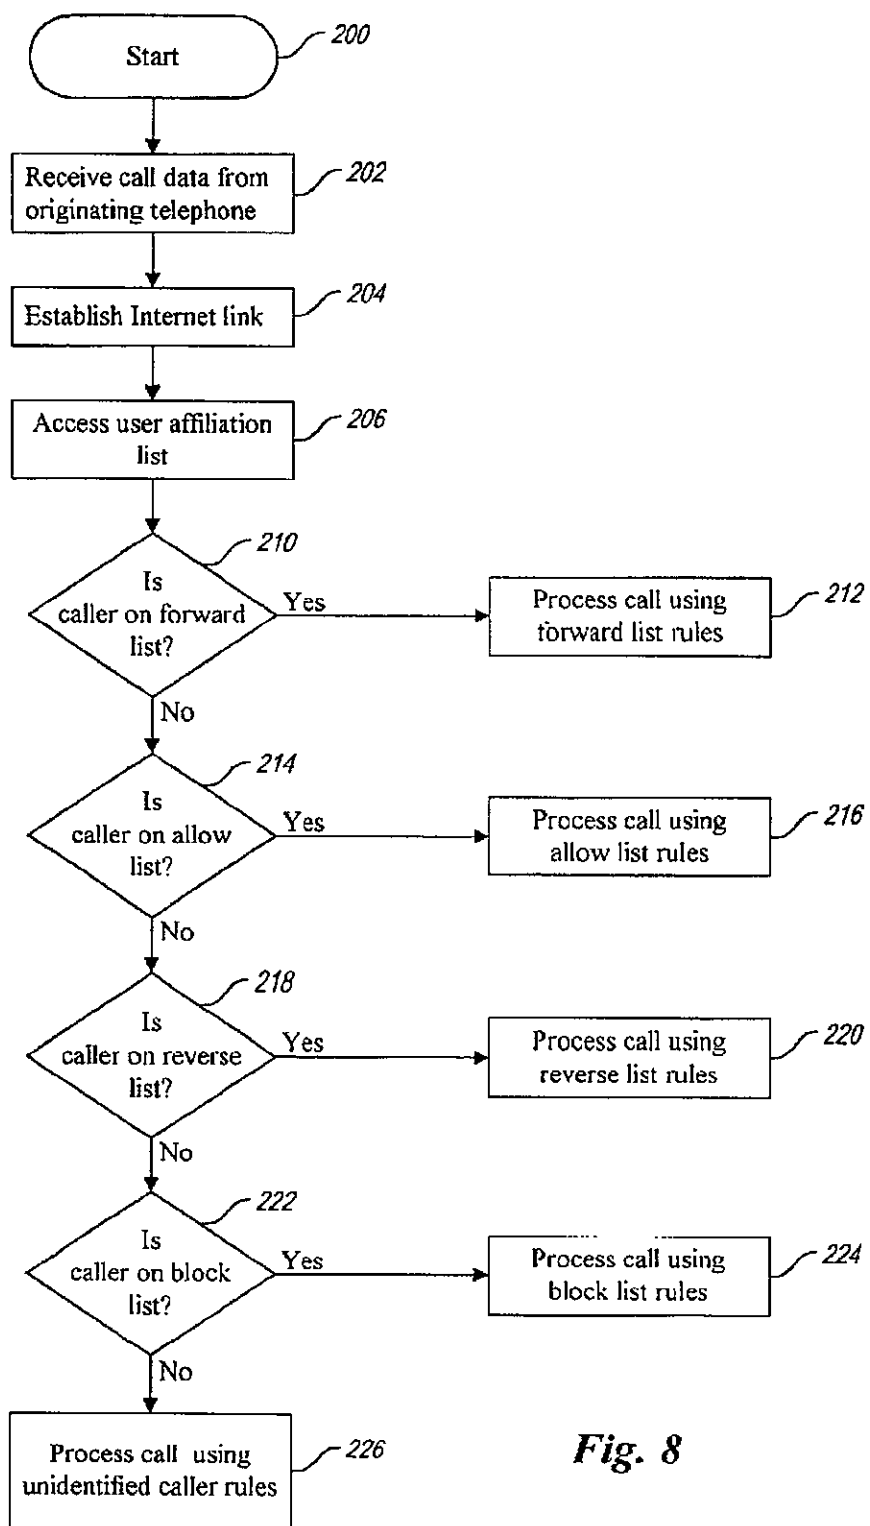 Start
200
Receive call data from
originating telephone
202
Establish Internet link
204
Access user affiliation
list
206
Is
caller on forward
list?
210
Yes
Process call using
forward list rules
212
No
Is
caller on allow
list?
214
Yes
Process call using
allow list rules
216
No
Is
caller on reverse
list?
218
Yes
Process call using
reverse list rules
220
No
Is
caller on block
list?
222
Yes
Process call using
block list rules
224
No
Process call using
unidentified caller rules
226
Fig. 8